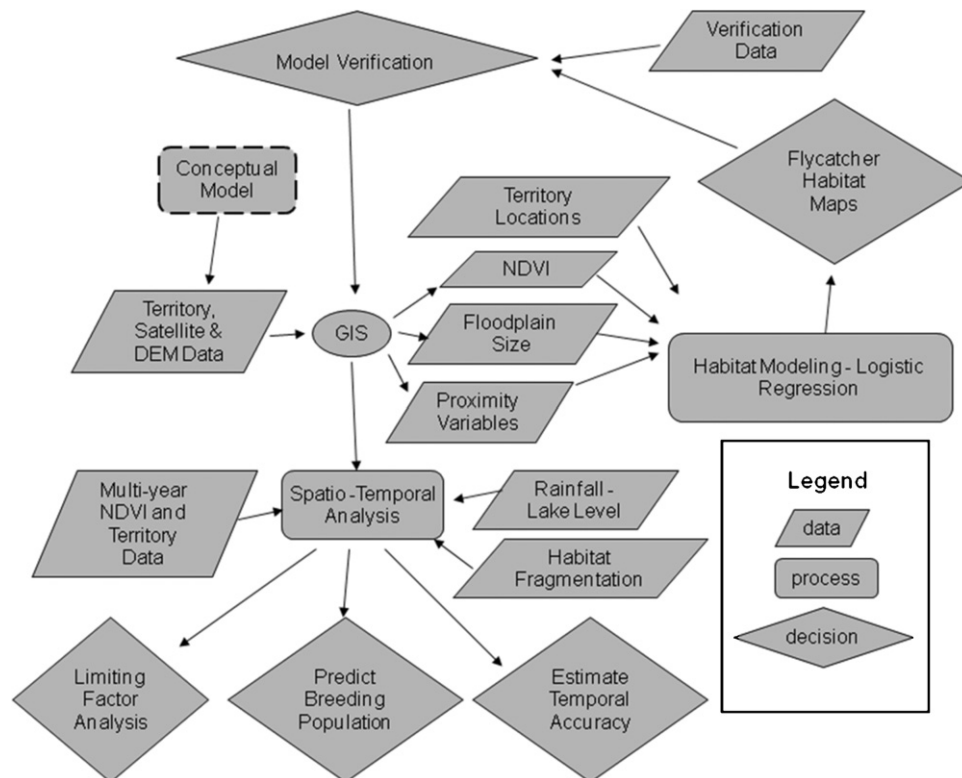 Model Verification
Verification
Data
Conceptual
Model
Flycatcher
Habitat
Maps
Territory
Locations
NDVI
Territory,
Satellite &
DEM Data
GIS
Floodplain
Size
Habitat Modeling - Logistic
Regression
Proximity
Variables
Multi-year
NDVI and
Territory
Data
Spatio -Temporal
Analysis
Rainfall -
Lake Level
Habitat
Fragmentation
Limiting
Factor
Analysis
Predict
Breeding
Population
Estimate
Temporal
Accuracy
Legend
data
process
decision